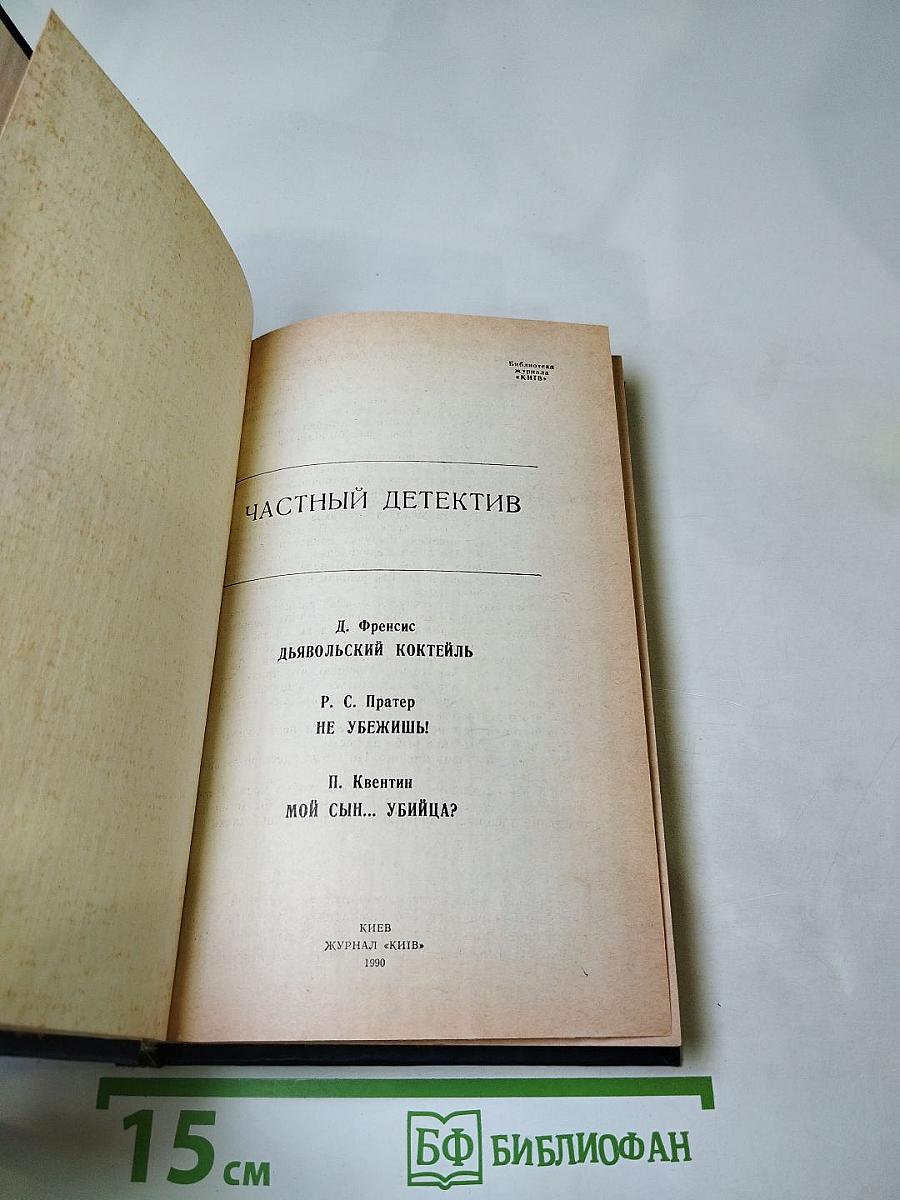 Библиотека
журнала
«КИЇВ»
ЧАСТНЫЙ ДЕТЕКТИВ
Д. Френсис
ДЬЯВОЛЬСКИЙ КОКТЕЙЛЬ
Р. С. Пратер
НЕ УБЕЖИШЬ!
П. Квентин
МОЙ СЫН... УБИЙЦА?
КИЕВ
ЖУРНАЛ «КИЇВ»
1990
15 см
БФ БИБЛИОФАН